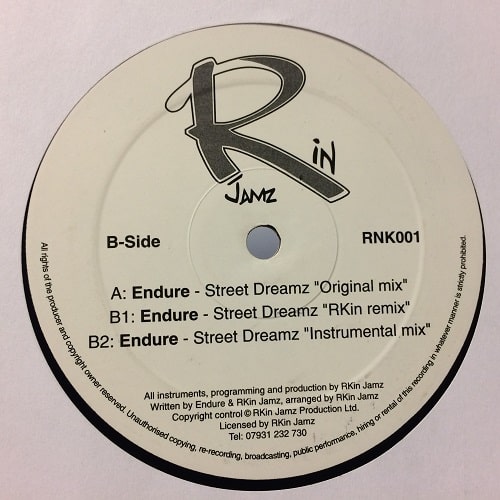 RKin
Jamz
B-Side
RNK001
A: Endure - Street Dreamz "Original mix"
B1: Endure - Street Dreamz "RKin remix"
B2: Endure - Street Dreamz "Instrumental mix"
All instruments, programming and production by RKin Jamz
Written by Endure & RKin Jamz, arranged by RKin Jamz
Copyright control © RKin Jamz Production Ltd.
Licensed by RKin Jamz
Tel: 07931 232 730
All rights of the producer and copyright owner reserved. Unauthorised copying, re-recording, broadcasting, public performance, hiring or rental of this recording in whatever manner is strictly prohibited.